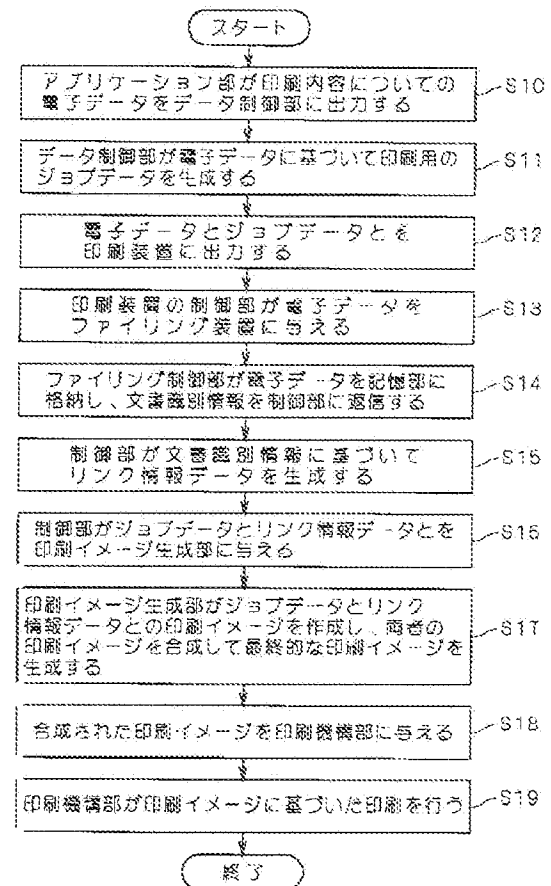 スタート
アプリケーション部が印刷内容についての
電子データをデータ制御部に出力する
S10
データ制御部が電子データに基づいて印刷用の
ジョブデータを生成する
S11
電子データとジョブデータとを
印刷装置に出力する
S12
印刷装置の制御部が電子データを
ファイリング装置に与える
S13
ファイリング制御部が電子データを記憶部に
格納し、文書識別情報を制御部に返信する
S14
制御部が文書識別情報に基づいて
リンク情報データを生成する
S15
制御部がジョブデータとリンク情報データとを
印刷イメージ生成部に与える
S16
印刷イメージ生成部がジョブデータとリンク
情報データとの印刷イメージを作成し、両者の
印刷イメージを合成して最終的な印刷イメージを
生成する
S17
合成された印刷イメージを印刷機構部に与える
S18
印刷機構部が印刷イメージに基づいた印刷を行う
S19
終了